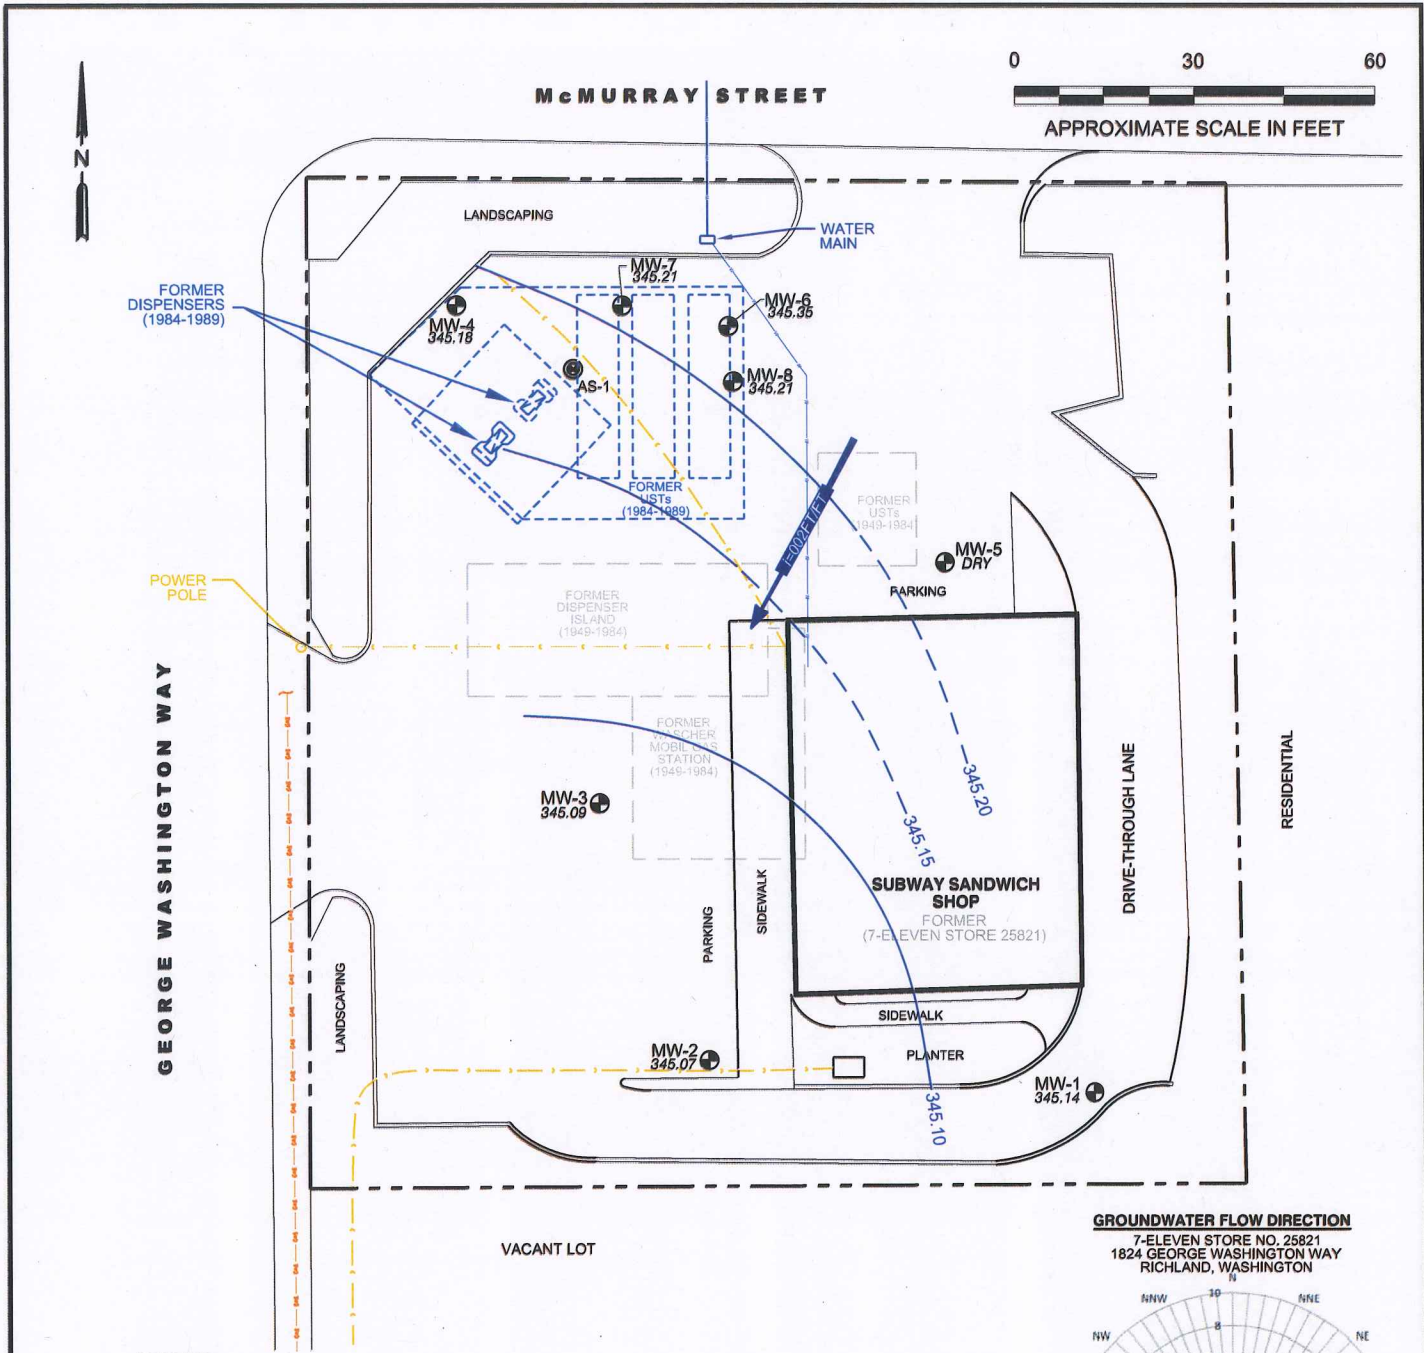 0 30 60
APPROXIMATE SCALE IN FEET
McMURRAY STREET
N
LANDSCAPING
WATER
MAIN
FORMER
DISPENSERS
(1984-1989)
MW-7
345.21
MW-6
345.35
MW-4
345.18
MW-8
345.21
AS-1
FORMER
USTs
(1984-1989)
FORMER
USTs
(1949-1984)
i=002FT/FT
MW-5
DRY
PARKING
POWER
POLE
FORMER
DISPENSER
ISLAND
(1949-1984)
GEORGE WASHINGTON WAY
FORMER
WASCHER
MOBIL GAS
STATION
(1949-1984)
MW-3
345.09
345.20
345.15
DRIVE-THROUGH LANE
RESIDENTIAL
SUBWAY SANDWICH
SHOP
FORMER
(7-ELEVEN STORE 25821)
SIDEWALK
PARKING
LANDSCAPING
SIDEWALK
PLANTER
MW-2
345.07
MW-1
345.14
345.10
VACANT LOT
GROUNDWATER FLOW DIRECTION
7-ELEVEN STORE NO. 25821
1824 GEORGE WASHINGTON WAY
RICHLAND, WASHINGTON
N
NNW 10 NNE
8
NW NE